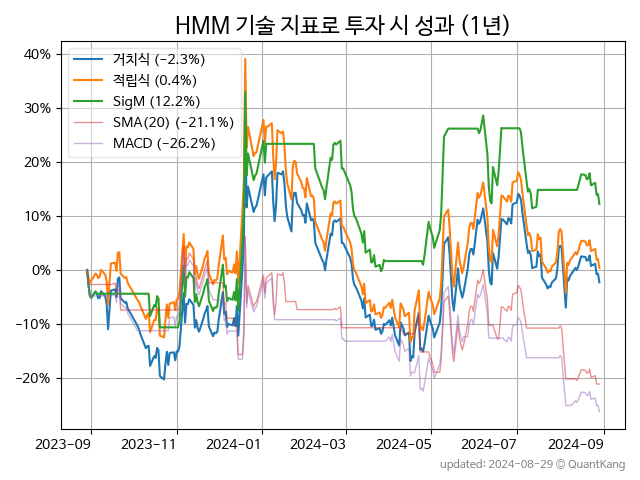 HMM 기술 지표로 투자 시 성과 (1년)
40%
30%
20%
10%
0%
−10%
−20%
거치식 (−2.3%)
적립식 (0.4%)
SigM (12.2%)
SMA(20) (−21.1%)
MACD (−26.2%)
2023−09 2023−11 2024−01 2024−03 2024−05 2024−07 2024−09
updated: 2024-08-29 © QuantKang